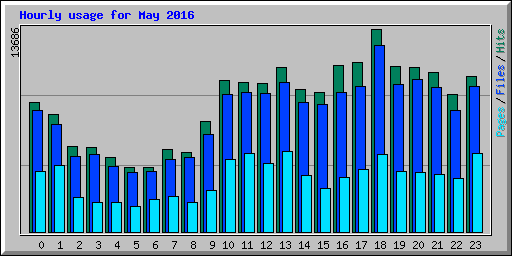 Hourly usage for May 2016
13686
Pages/Files/Hits
0 1 2 3 4 5 6 7 8 9 10 11 12 13 14 15 16 17 18 19 20 21 22 23